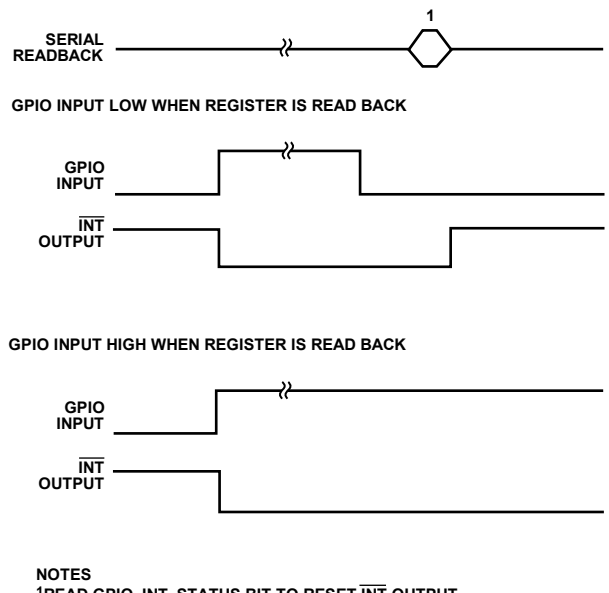 1
SERIAL
READBACK
GPIO INPUT LOW WHEN REGISTER IS READ BACK
GPIO
INPUT
INT
OUTPUT
GPIO INPUT HIGH WHEN REGISTER IS READ BACK
GPIO
INPUT
INT
OUTPUT
NOTES
1READ GPIO_INT_STATUS BIT TO RESET INT OUTPUT